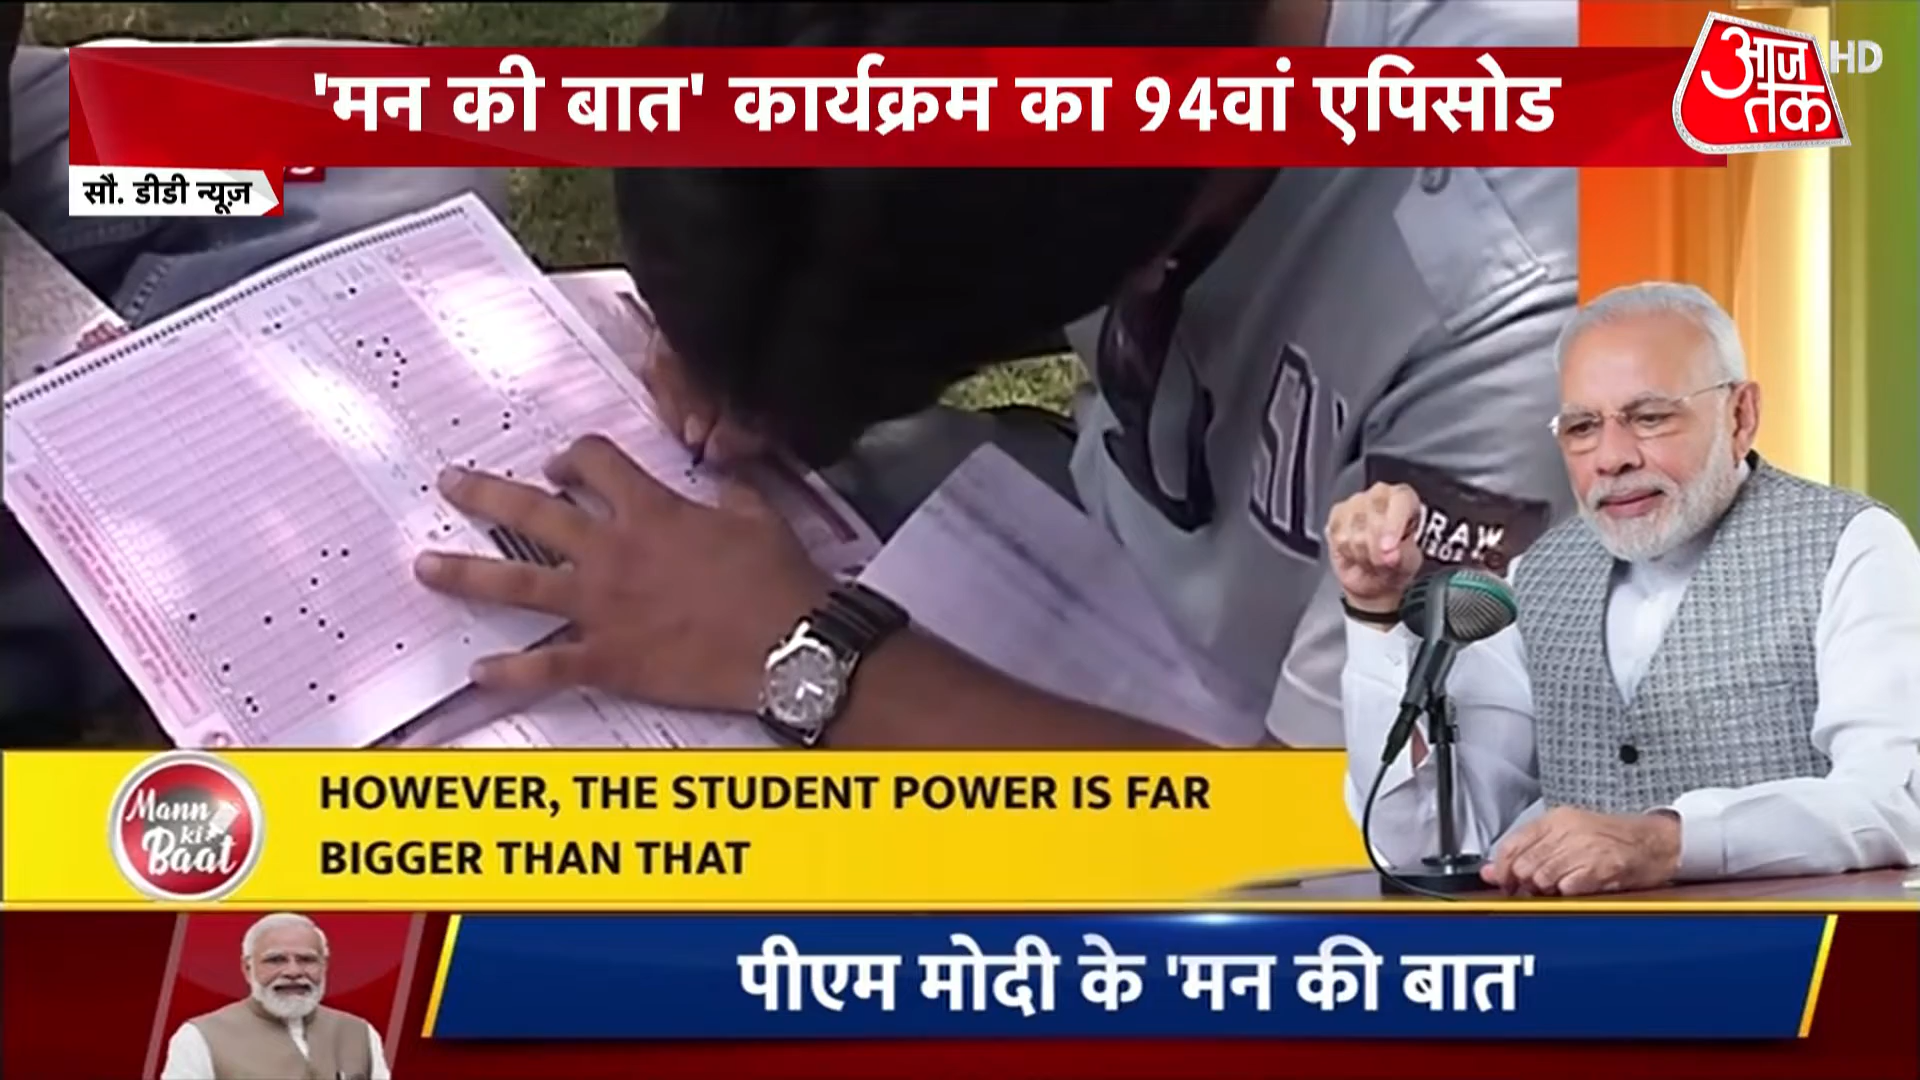 'मन की बात' कार्यक्रम का 94वां एपिसोड
आज
तक
HD
सौ. डीडी न्यूज़
RAW
Mann
ki
Baat
HOWEVER, THE STUDENT POWER IS FAR
BIGGER THAN THAT
पीएम मोदी के 'मन की बात'